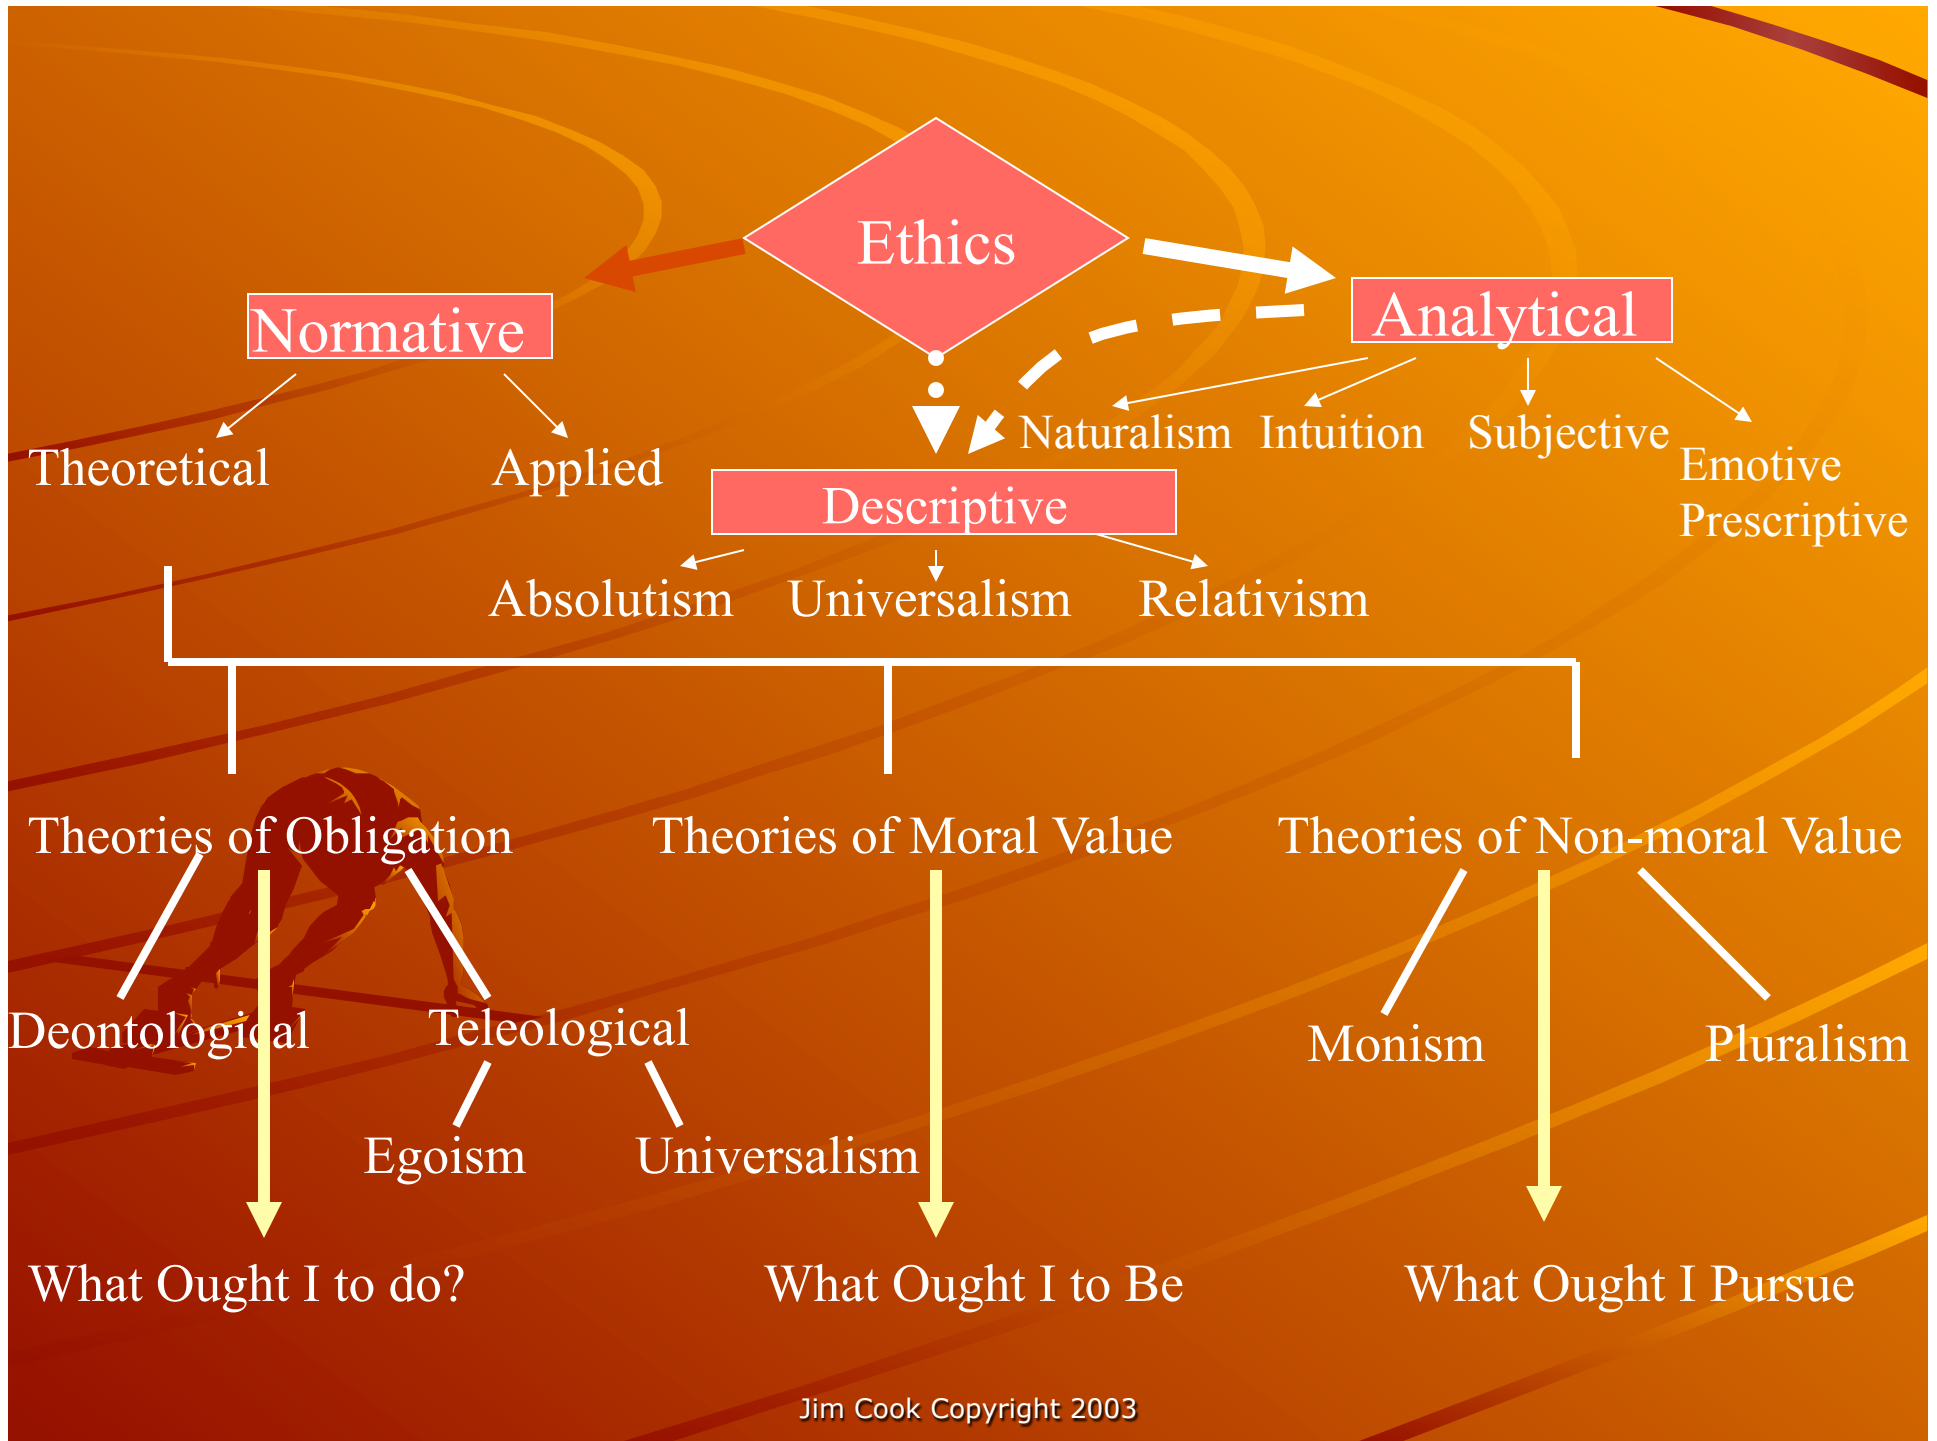 Ethics
Normative
Analytical
Theoretical
Applied
Naturalism
Intuition
Subjective
Emotive
Prescriptive
Descriptive
Absolutism
Universalism
Relativism
Theories of Obligation
Theories of Moral Value
Theories of Non-moral Value
Deontological
Teleological
Monism
Pluralism
Egoism
Universalism
What Ought I to do?
What Ought I to Be
What Ought I Pursue
Jim Cook Copyright 2003